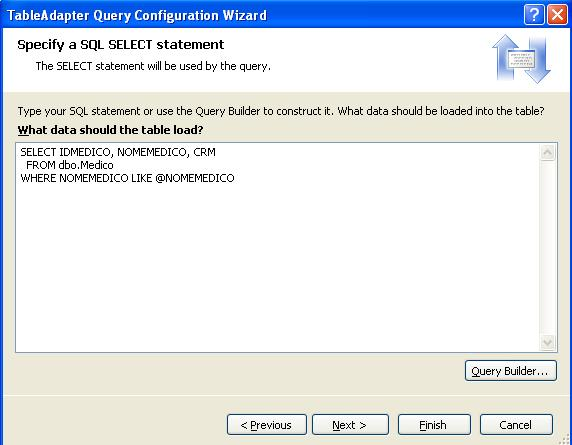 TableAdapter Query Configuration Wizard
Specify a SQL SELECT statement
The SELECT statement will be used by the query.
Type your SQL statement or use the Query Builder to construct it. What data should be loaded into the table?
What data should the table load?
SELECT IDMEDICO, NOMEMEDICO, CRM
FROM dbo.Medico
WHERE NOMEMEDICO LIKE @NOMEMEDICO
Query Builder...
< Previous
Next >
Finish
Cancel